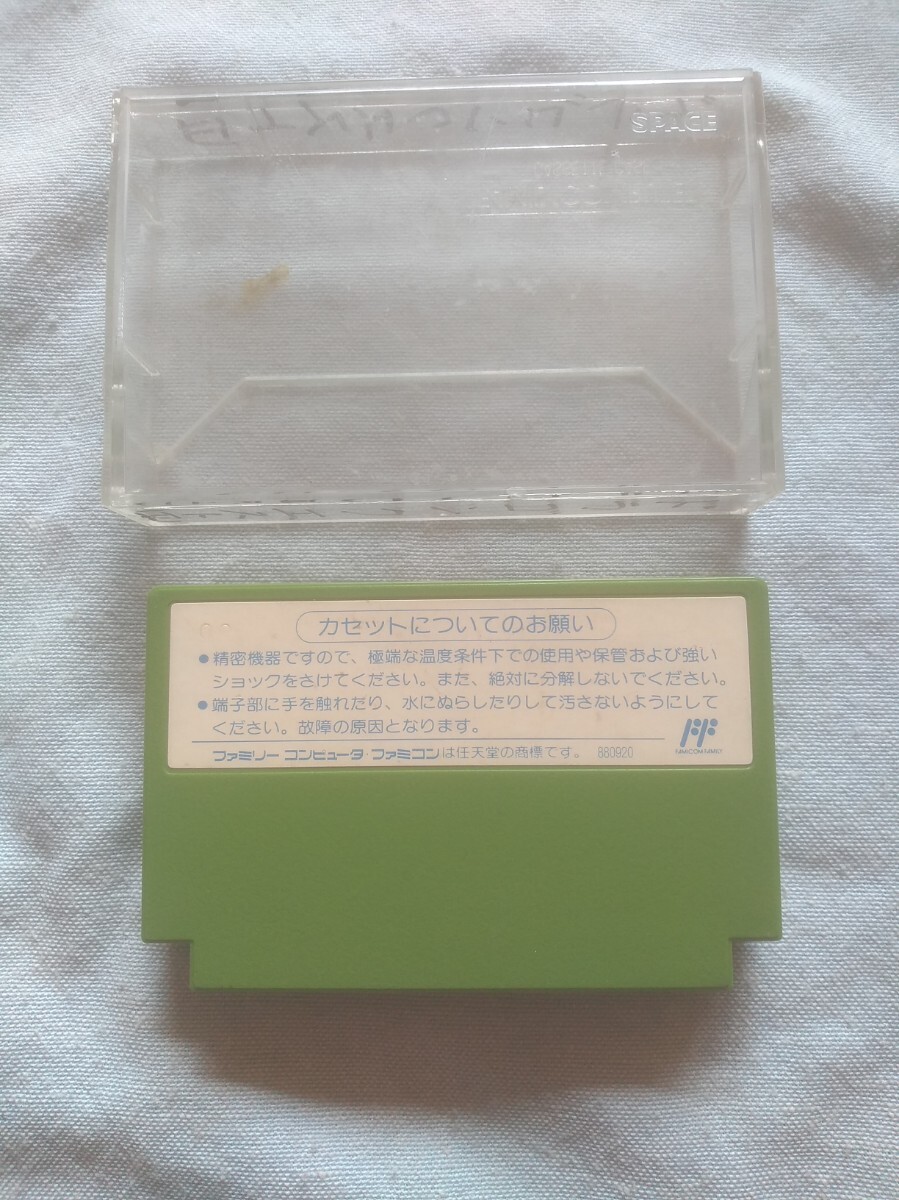 SPACE
カセットについてのお願い
●精密機器ですので、極端な温度条件下での使用や保管および強い
ショックをさけてください。また、絶対に分解しないでください。
●端子部に手を触れたり、水にぬらしたりして汚さないようにして
ください。故障の原因となります。
ファミリー コンピュータ・ファミコンは任天堂の商標です。 880920
FAMICOM FAMILY